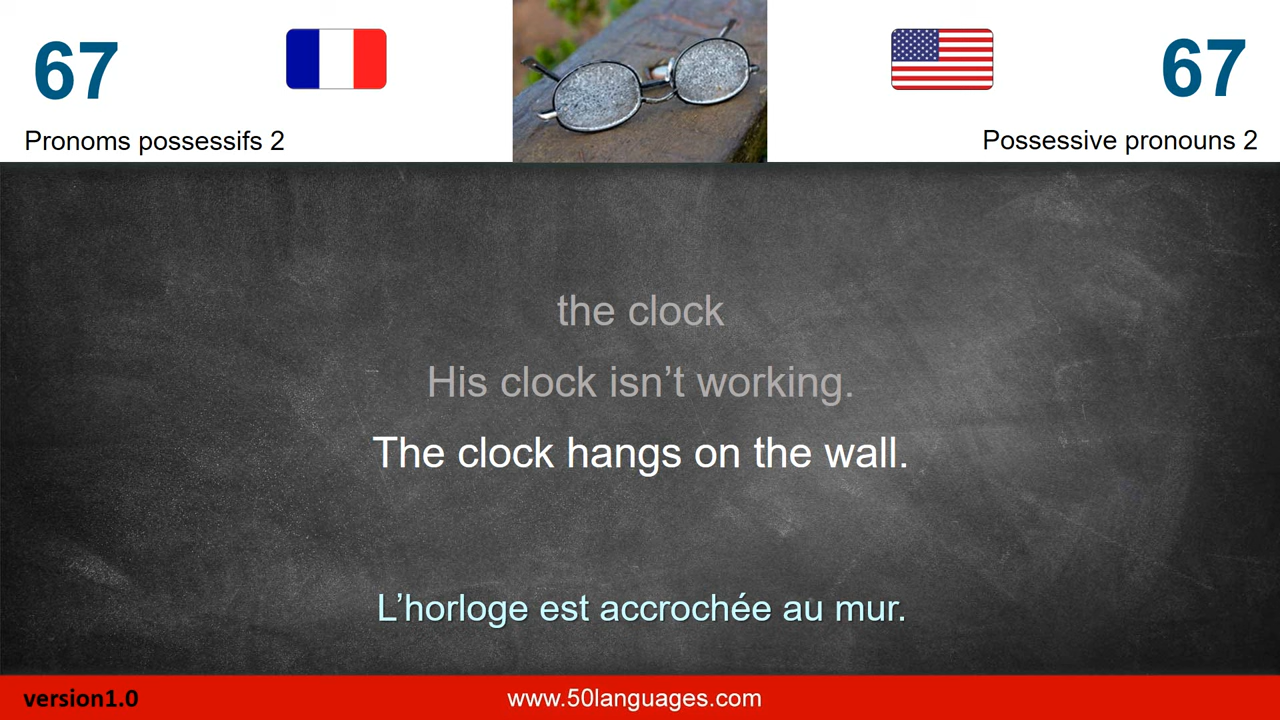 67
67
Pronoms possessifs 2
Possessive pronouns 2
the clock
His clock isn’t working.
The clock hangs on the wall.
L’horloge est accrochée au mur.
version1.0
www.50languages.com